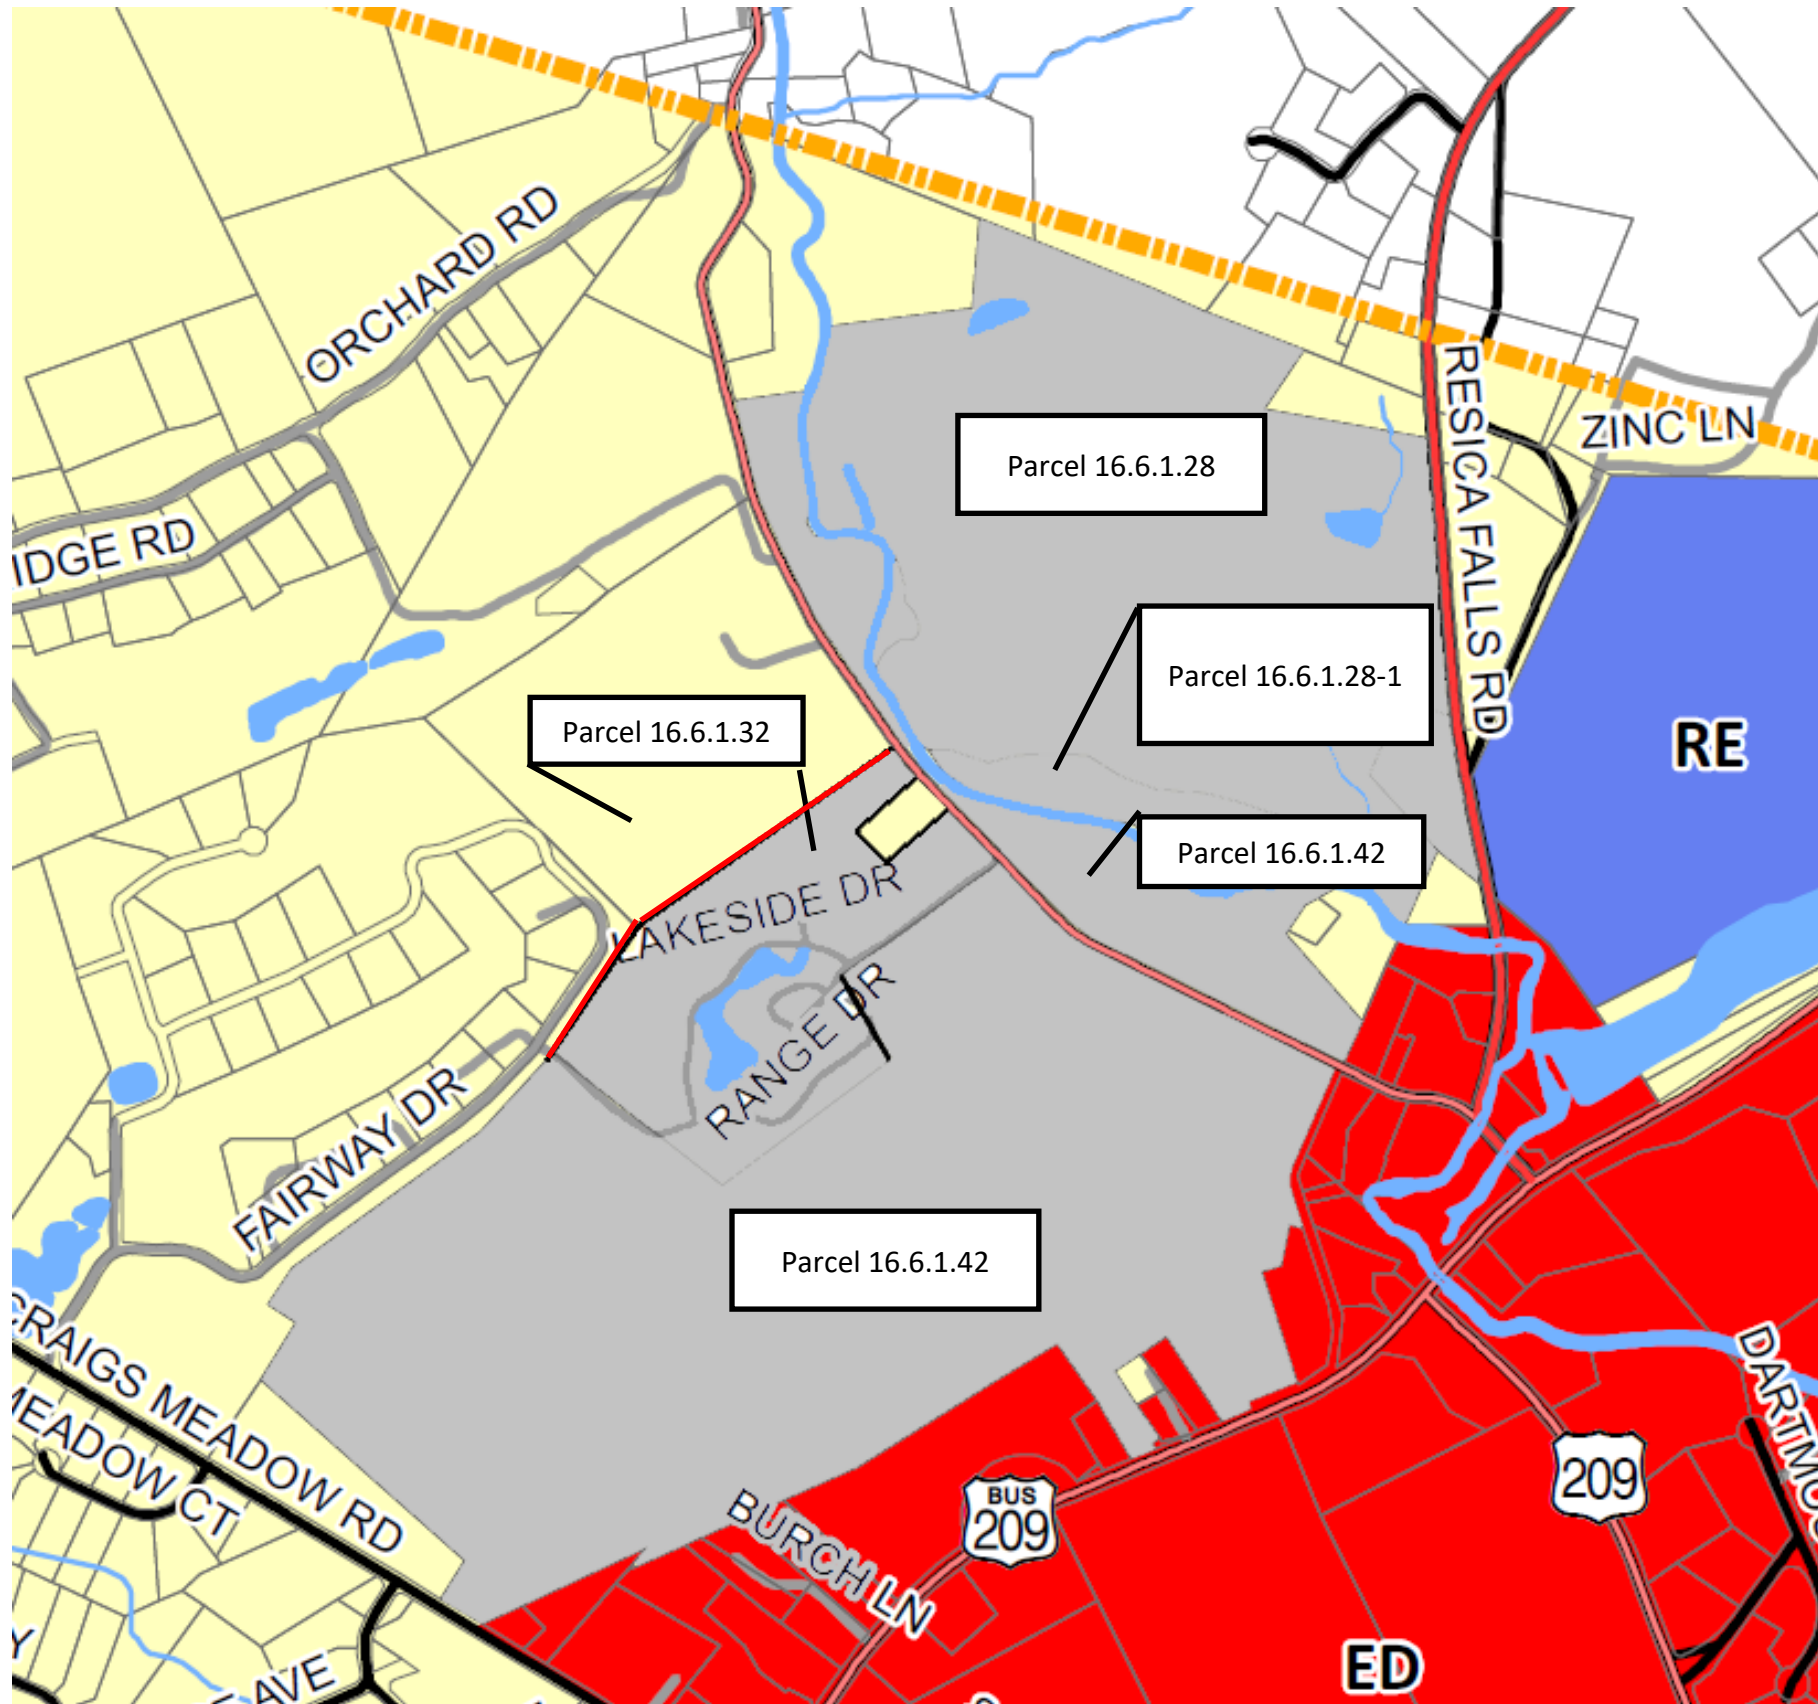 ORCHARD RD
RESICA FALLS RD
ZINC LN
Parcel 16.6.1.28
IDGE RD
Parcel 16.6.1.28-1
Parcel 16.6.1.32
RE
Parcel 16.6.1.42
LAKESIDE DR
RANGE DR
FAIRWAY DR
Parcel 16.6.1.42
CRAIGS MEADOW RD
MEADOW CT
DARTMO
209
BUS
209
BURCH LN
Y
AVE
ED